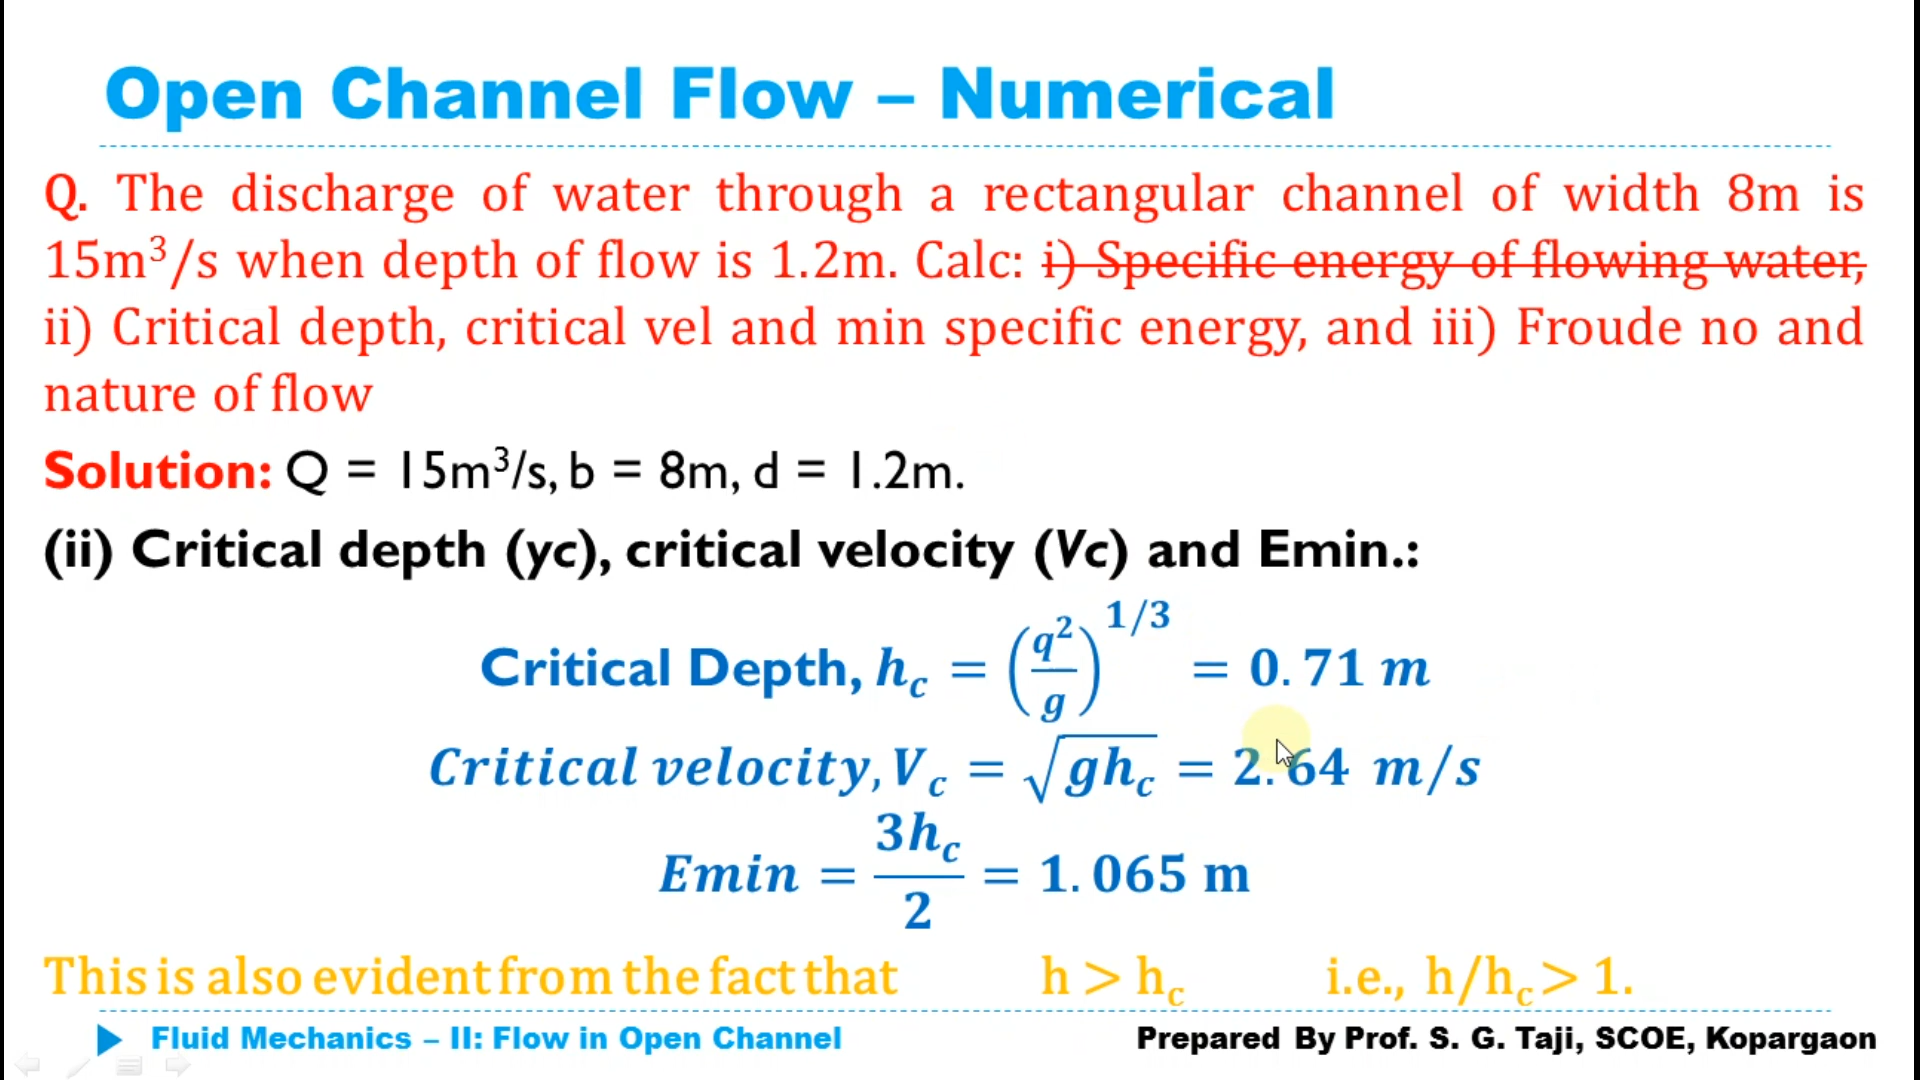 Open Channel Flow – Numerical
Q. The discharge of water through a rectangular channel of width 8m is
15m³/s when depth of flow is 1.2m. Calc: i) Specific energy of flowing water,
ii) Critical depth, critical vel and min specific energy, and iii) Froude no and
nature of flow
Solution: Q = 15m³/s, b = 8m, d = 1.2m.
(ii) Critical depth (yc), critical velocity (Vc) and Emin.:
Critical Depth, h_c = (q²/g)^1/3 = 0.71 m
Critical velocity, V_c = √gh_c = 2.64 m/s
Emin = 3h_c/2 = 1.065 m
This is also evident from the fact that h > h_c i.e., h/h_c > 1.
Fluid Mechanics – II: Flow in Open Channel Prepared By Prof. S. G. Taji, SCOE, Kopargaon